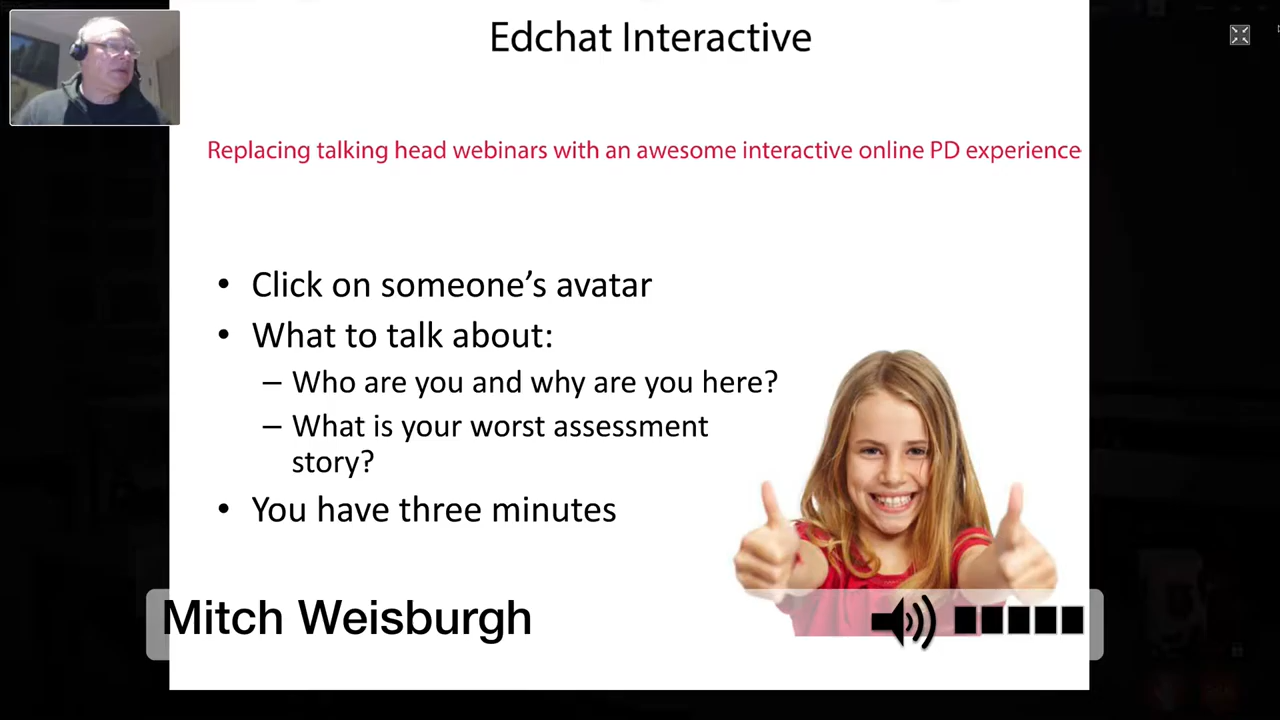 Edchat Interactive
Replacing talking head webinars with an awesome interactive online PD experience
• Click on someone’s avatar
• What to talk about:
– Who are you and why are you here?
– What is your worst assessment
story?
• You have three minutes
Mitch Weisburgh